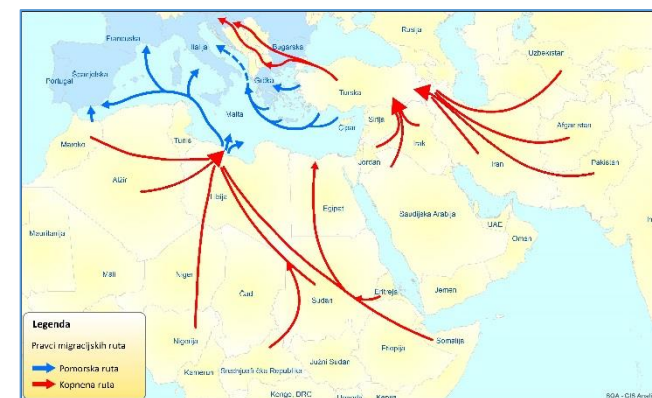 Rusija
Francuska
Italija
Bugarska
Uzbekistan
Portugal
Španjolska
Grčka
Turska
Malta
Cipar
Sirija
Afganistan
Maroko
Tunis
Irak
Iran
Jordan
Pakistan
Alžir
Libija
Egipat
Saudijska Arabija
UAE
Oman
Mauritanija
Mali
Niger
Čad
Sudan
Eritreja
Jemen
Legenda
Pravci migracijskih ruta
Pomorska ruta
Kopnena ruta
Nigerija
Etiopija
Somalija
Južni Sudan
Kamerun
Srednjoafrička Republika
Kongo, DRC
Kenya